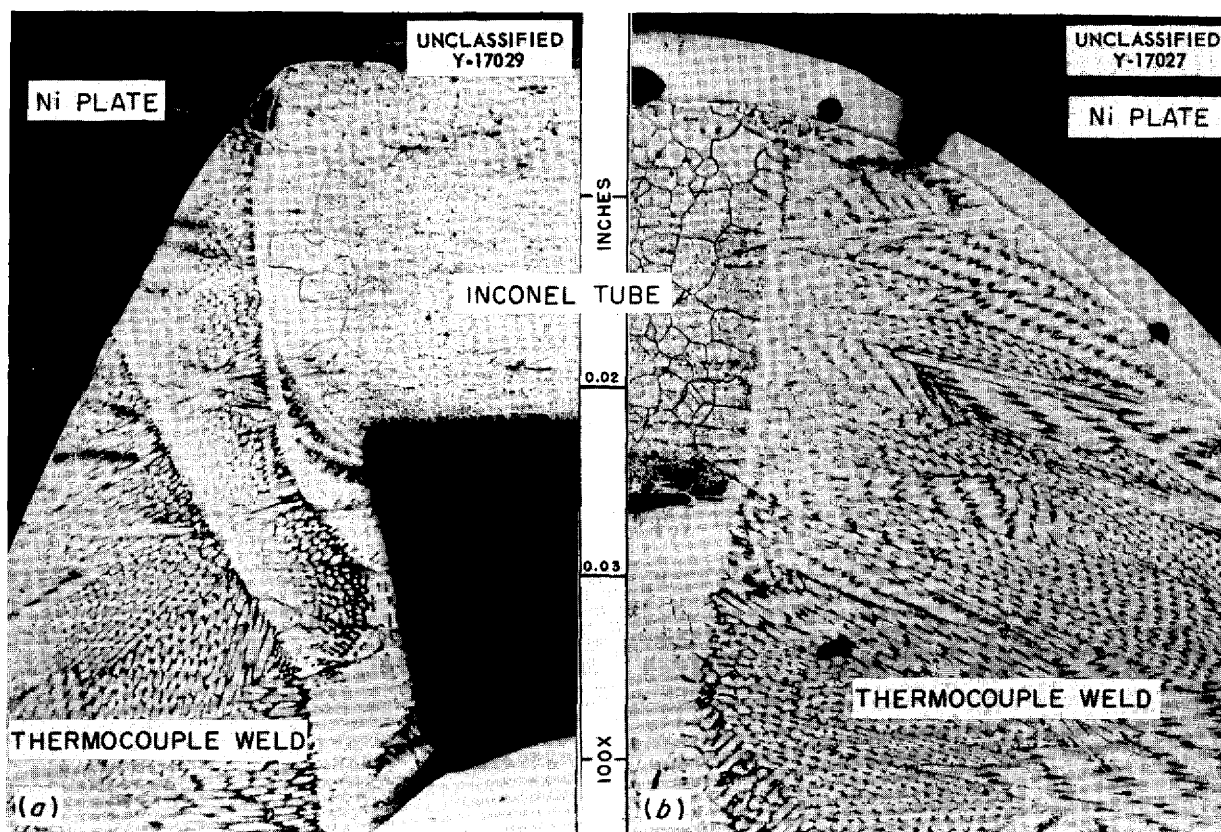 UNCLASSIFIED
Y-17029
Ni PLATE
UNCLASSIFIED
Y-17027
Ni PLATE
INCHES
INCONEL TUBE
0.02
0.03
100X
THERMOCOUPLE WELD
(a)
THERMOCOUPLE WELD
(b)